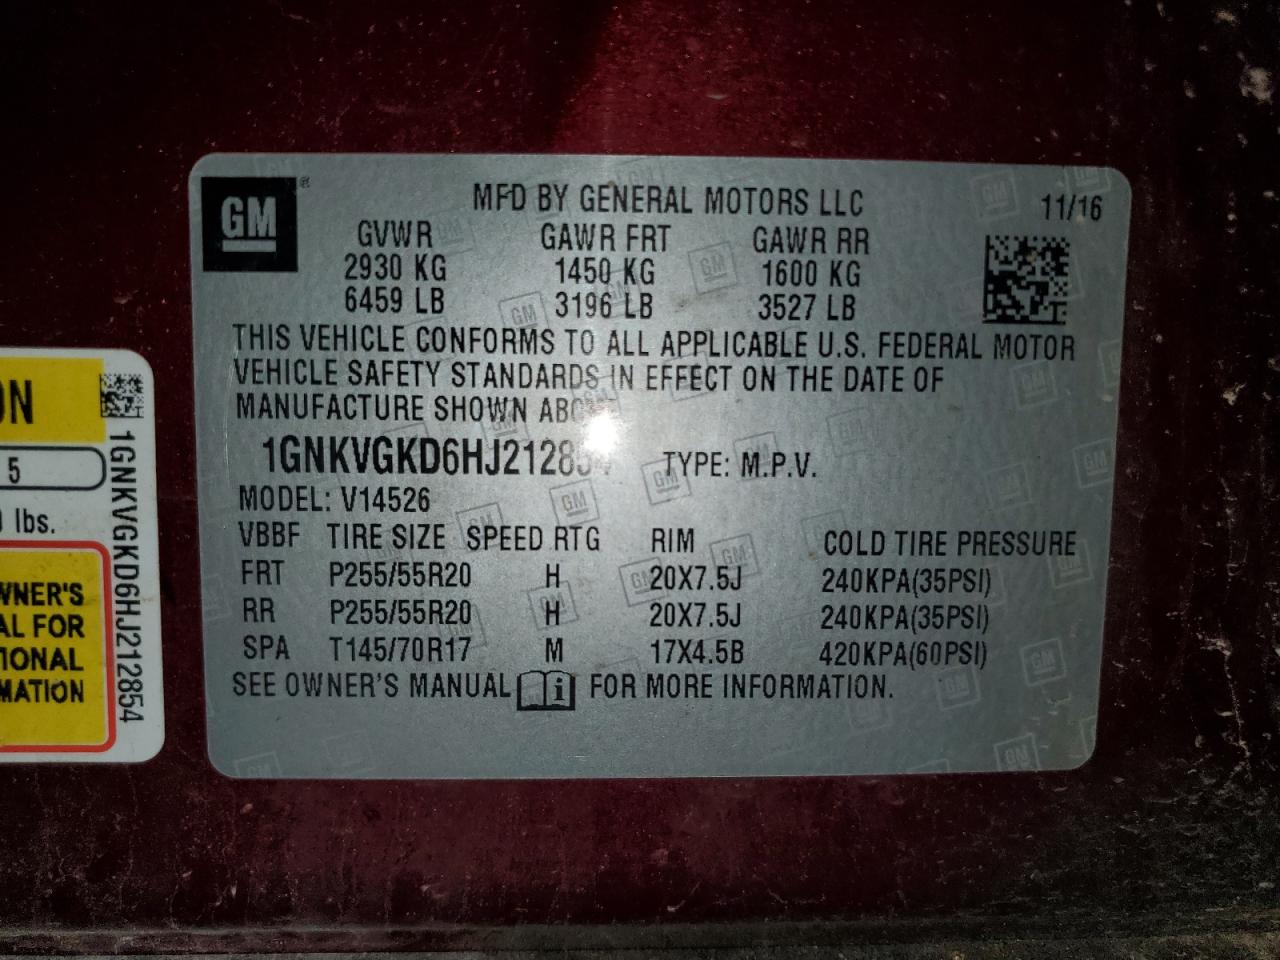 GM
®
MFD BY GENERAL MOTORS LLC
11/16
GVWR GAWR FRT GAWR RR
2930 KG 1450 KG 1600 KG
6459 LB 3196 LB 3527 LB
THIS VEHICLE CONFORMS TO ALL APPLICABLE U.S. FEDERAL MOTOR
VEHICLE SAFETY STANDARDS IN EFFECT ON THE DATE OF
MANUFACTURE SHOWN
1GNKVGKD6HJ212854 TYPE: M.P.V.
MODEL: V14526
VBBF TIRE SIZE SPEED RTG RIM COLD TIRE PRESSURE
FRT P255/55R20 H 20X7.5J 240KPA(35PSI)
RR P255/55R20 H 20X7.5J 240KPA(35PSI)
SPA T145/70R17 M 17X4.5B 420KPA(60PSI)
SEE OWNER'S MANUAL i FOR MORE INFORMATION.
ON
5
lbs.
WNER'S
AL FOR
IONAL
MATION
1GNKVGKD6HJ212854